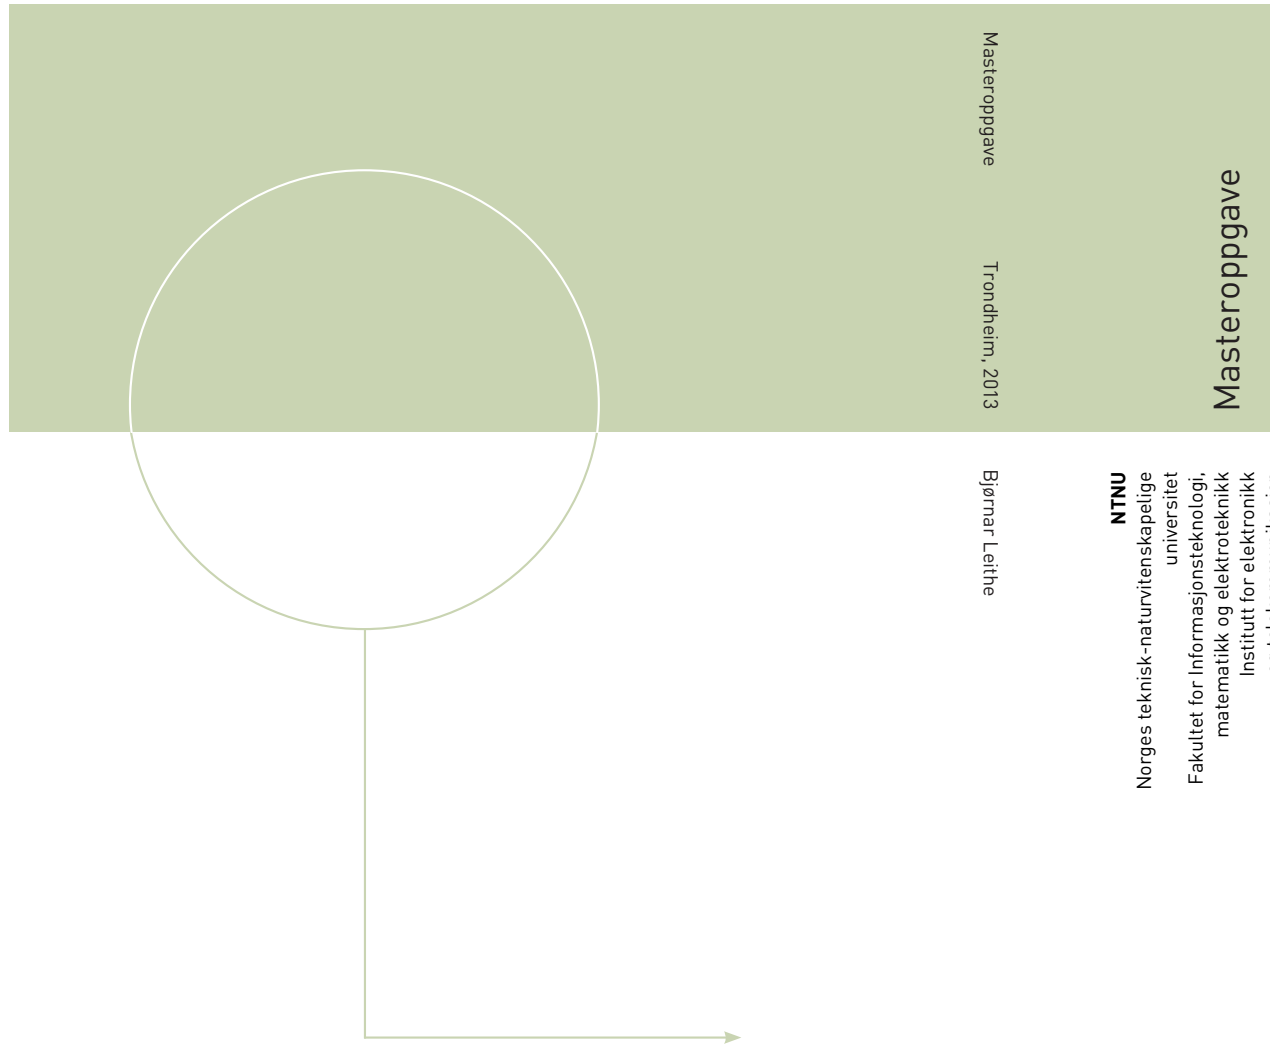 Masteroppgave
Trondheim, 2013
Bjørnar Leithe
Masteroppgave
NTNU
Norges teknisk-naturvitenskapelige
universitet
Fakultet for Informasjonsteknologi,
matematikk og elektroteknikk
Institutt for elektronikk